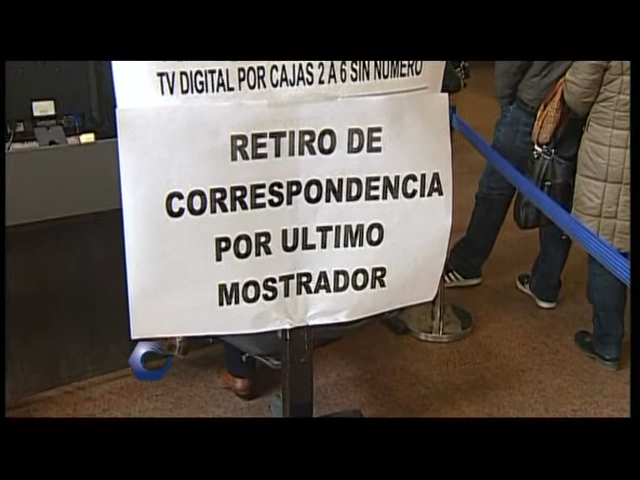 TV DIGITAL POR CAJAS 2 A 6 SIN NUMERO
RETIRO DE
CORRESPONDENCIA
POR ULTIMO
MOSTRADOR